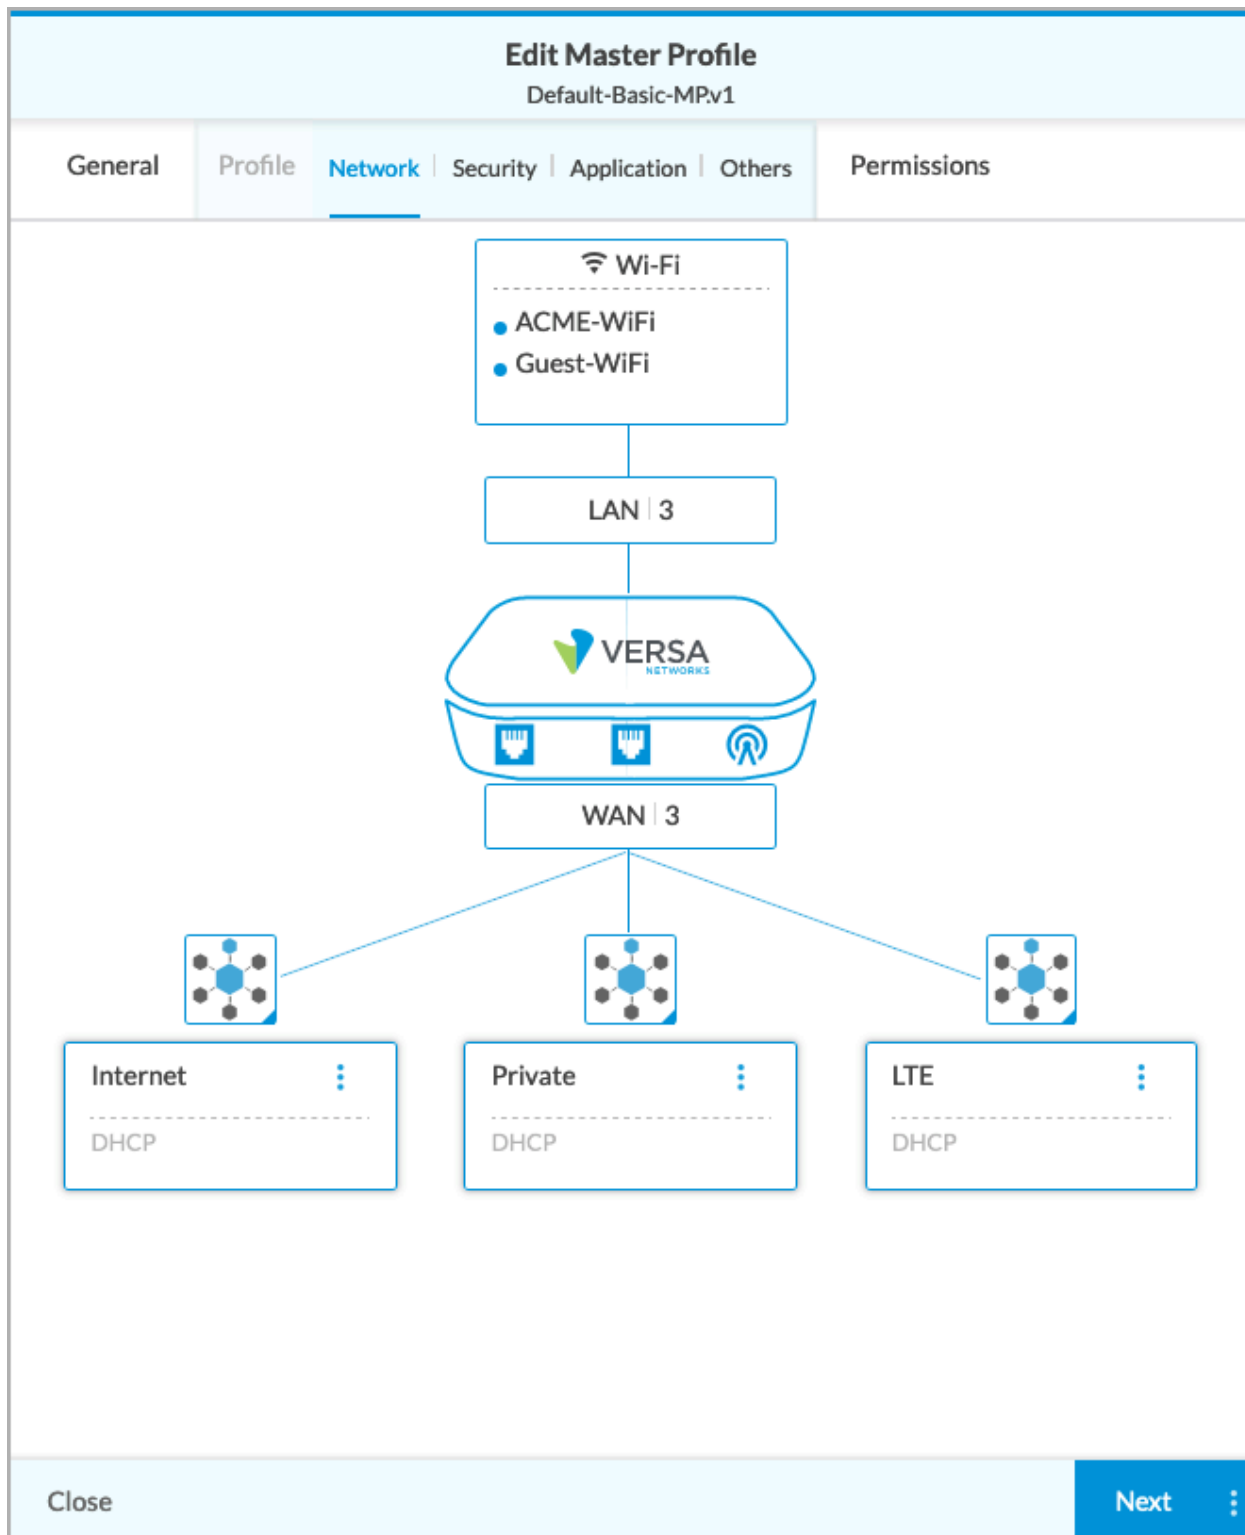 Edit Master Profile
Default-Basic-MP.v1
General Profile Network Security Application Others Permissions
Wi-Fi
ACME-WiFi
Guest-WiFi
LAN 3
VERSA
NETWORKS
WAN 3
Internet Private LTE
DHCP DHCP DHCP
Close Next